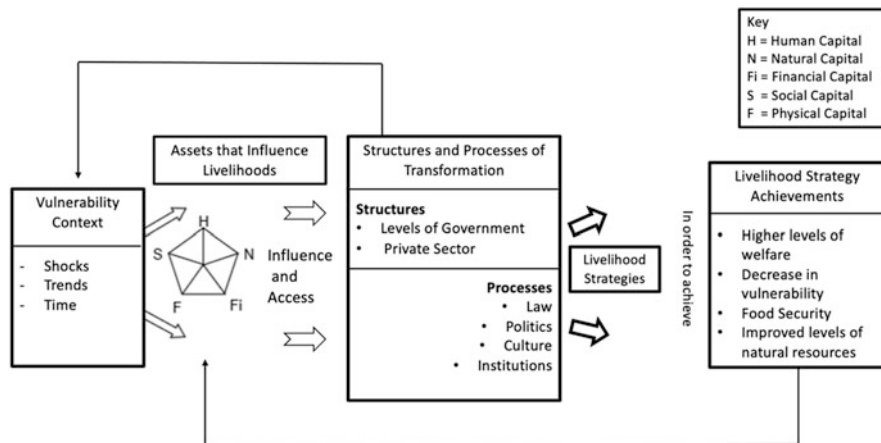 Key
H = Human Capital
N = Natural Capital
Fi = Financial Capital
S = Social Capital
F = Physical Capital
Vulnerability
Context
- Shocks
- Trends
- Time
Assets that Influence
Livelihoods
H
S
N
F
Fi
Influence
and
Access
Structures and Processes of
Transformation
Structures
• Levels of Government
• Private Sector
Processes
• Law
• Politics
• Culture
• Institutions
Livelihood
Strategies
In order to achieve
Livelihood Strategy
Achievements
• Higher levels of
welfare
• Decrease in
vulnerability
• Food Security
• Improved levels of
natural resources